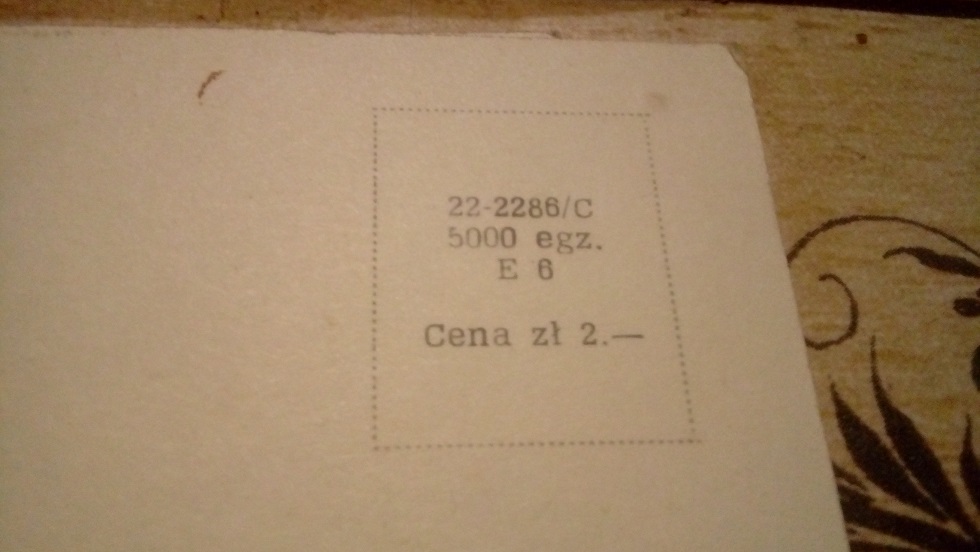 22-2286/C
5000 egz.
E 6
Cena zł 2.—